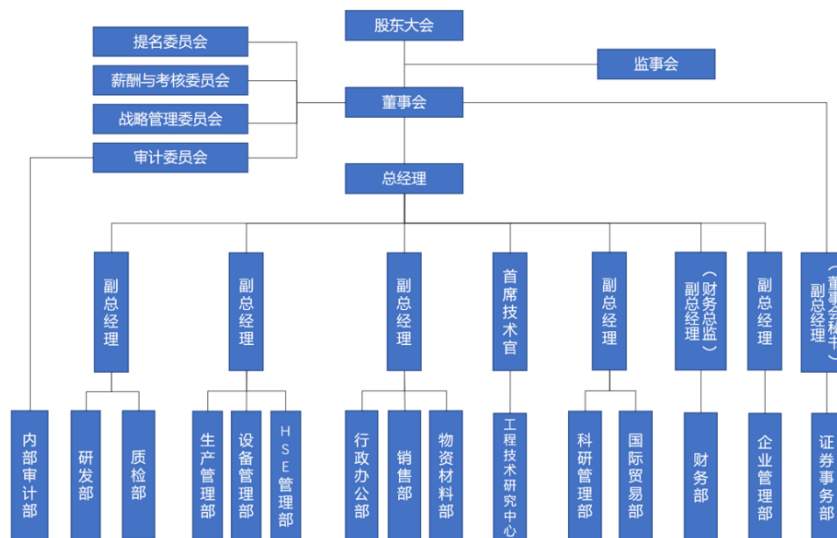 股东大会
提名委员会
监事会
薪酬与考核委员会
董事会
战略管理委员会
审计委员会
总经理
副总经理
副总经理
副总经理
首席技术官
副总经理
副总经理
（财务总监）
副总经理
副总经理
（董事会秘书）
内部审计部
研发部
质检部
生产管理部
设备管理部
HSE管理部
行政办公部
销售部
物资材料部
工程技术研究中心
科研管理部
国际贸易部
财务部
企业管理部
证券事务部